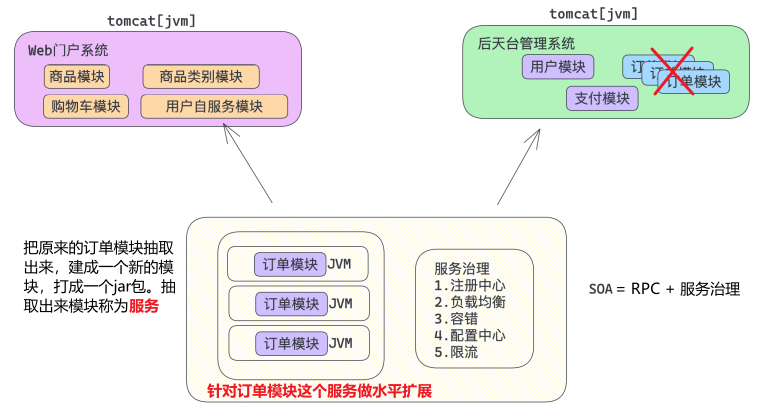 tomcat[jvm]
Web门户系统
商品模块
商品类别模块
购物车模块
用户自服务模块
tomcat[jvm]
后天台管理系统
用户模块
订单模块
订单模块
订单模块
支付模块
把原来的订单模块抽取
出来，建成一个新的模
块，打成一个jar包。抽
取出来模块称为服务
订单模块 JVM
订单模块 JVM
订单模块 JVM
服务治理
1.注册中心
2.负载均衡
3.容错
4.配置中心
5.限流
针对订单模块这个服务做水平扩展
SOA = RPC + 服务治理